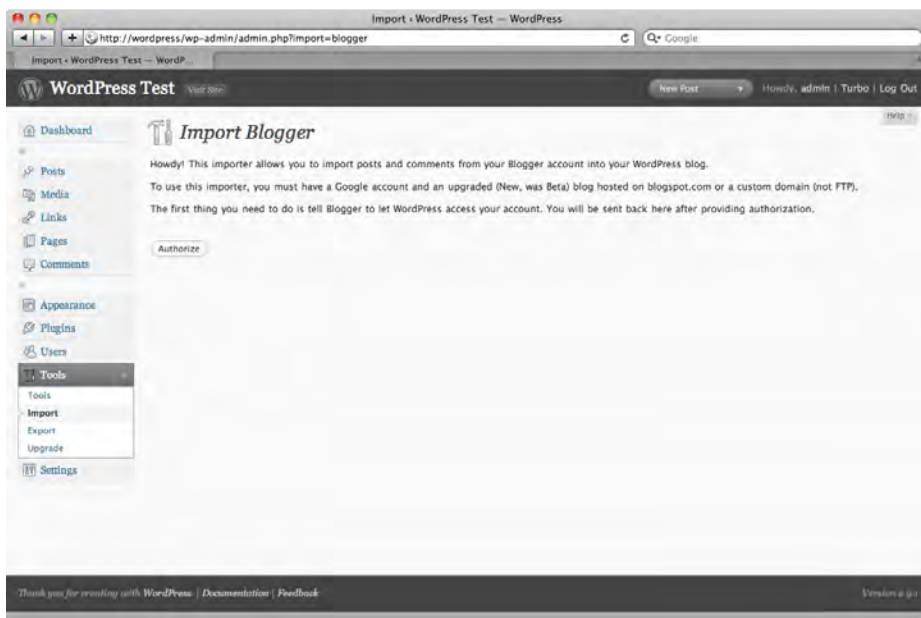 Import ‹ WordPress Test — WordPress
http://wordpress/wp-admin/admin.php?import=blogger
Google
Import ‹ WordPress Test — WordP...
WordPress Test Visit Site
New Post
Howdy, admin | Turbo | Log Out
Help
Dashboard
Posts
Media
Links
Pages
Comments
Appearance
Plugins
Users
Tools
Tools
Import
Export
Upgrade
Settings
Import Blogger
Howdy! This importer allows you to import posts and comments from your Blogger account into your WordPress blog.
To use this importer, you must have a Google account and an upgraded (New, was Beta) blog hosted on blogspot.com or a custom domain (not FTP).
The first thing you need to do is tell Blogger to let WordPress access your account. You will be sent back here after providing authorization.
Authorize
Thank you for creating with WordPress | Documentation | Feedback
Version